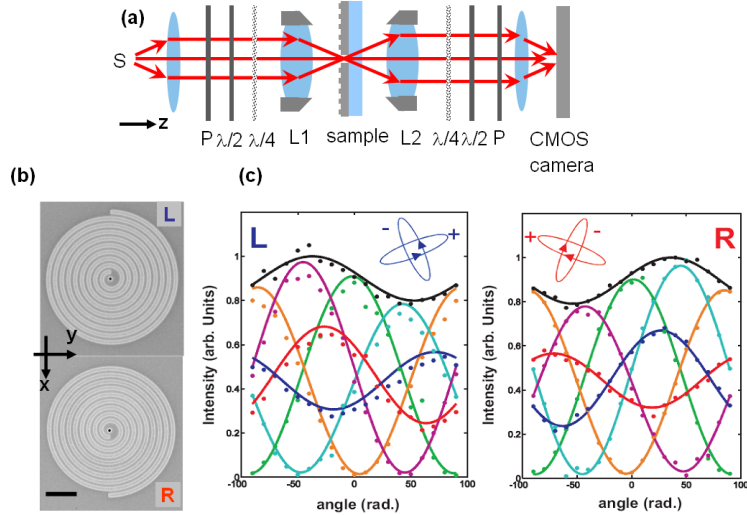 (a)
S
z
P λ/2 λ/4 L1 sample L2 λ/4 λ/2 P CMOS
camera
(b)
L
y
x
R
(c)
L
- +
Intensity (arb. Units)
1
0.8
0.6
0.4
0.2
0
-100 -50 0 50 100
angle (rad.)
R
+ -
Intensity (arb. Units)
1
0.8
0.6
0.4
0.2
0
-100 -50 0 50 100
angle (rad.)